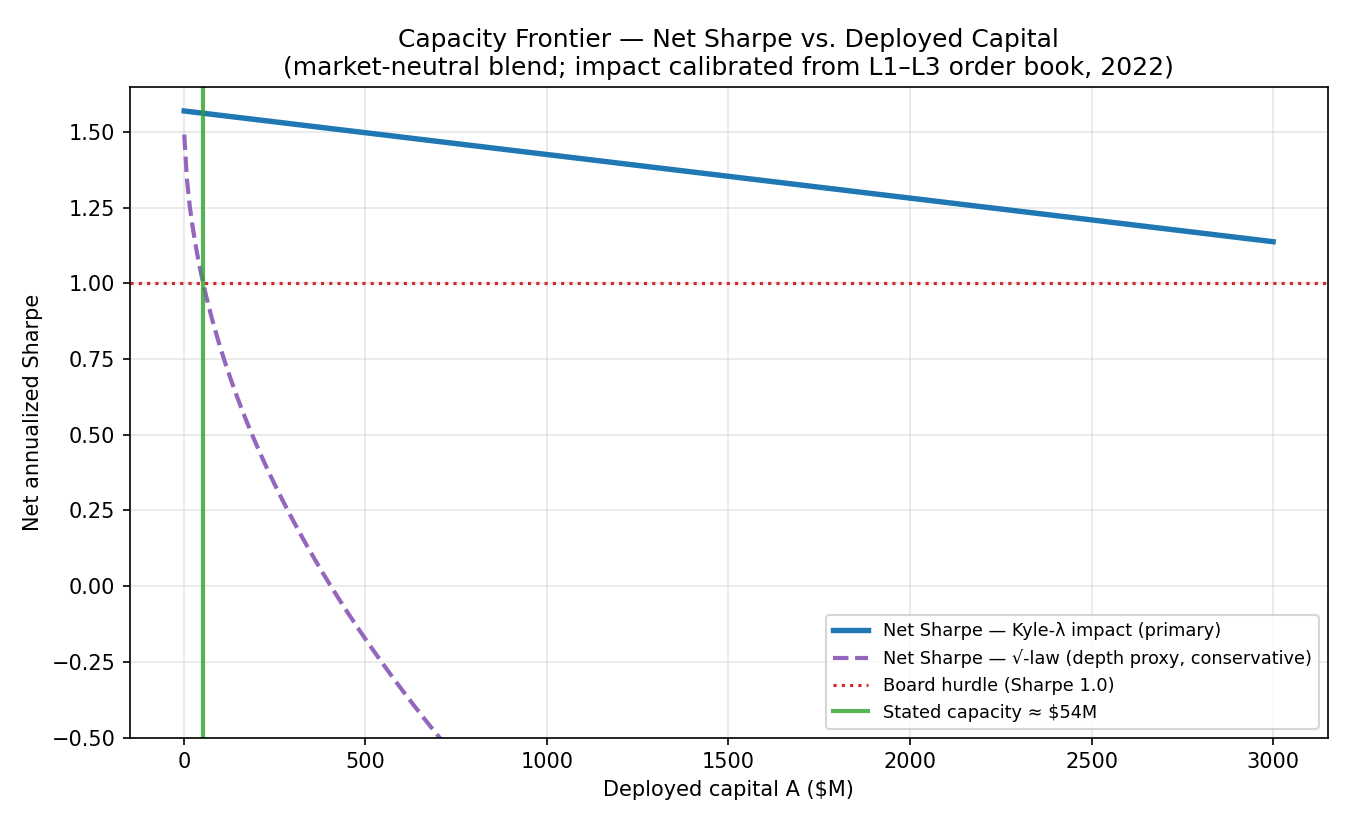 Capacity Frontier — Net Sharpe vs. Deployed Capital
(market-neutral blend; impact calibrated from L1–L3 order book, 2022)
Net annualized Sharpe
1.50
1.25
1.00
0.75
0.50
0.25
0.00
−0.25
−0.50
Net Sharpe — Kyle-λ impact (primary)
Net Sharpe — √-law (depth proxy, conservative)
Board hurdle (Sharpe 1.0)
Stated capacity ≈ $54M
0
500
1000
1500
2000
2500
3000
Deployed capital A ($M)